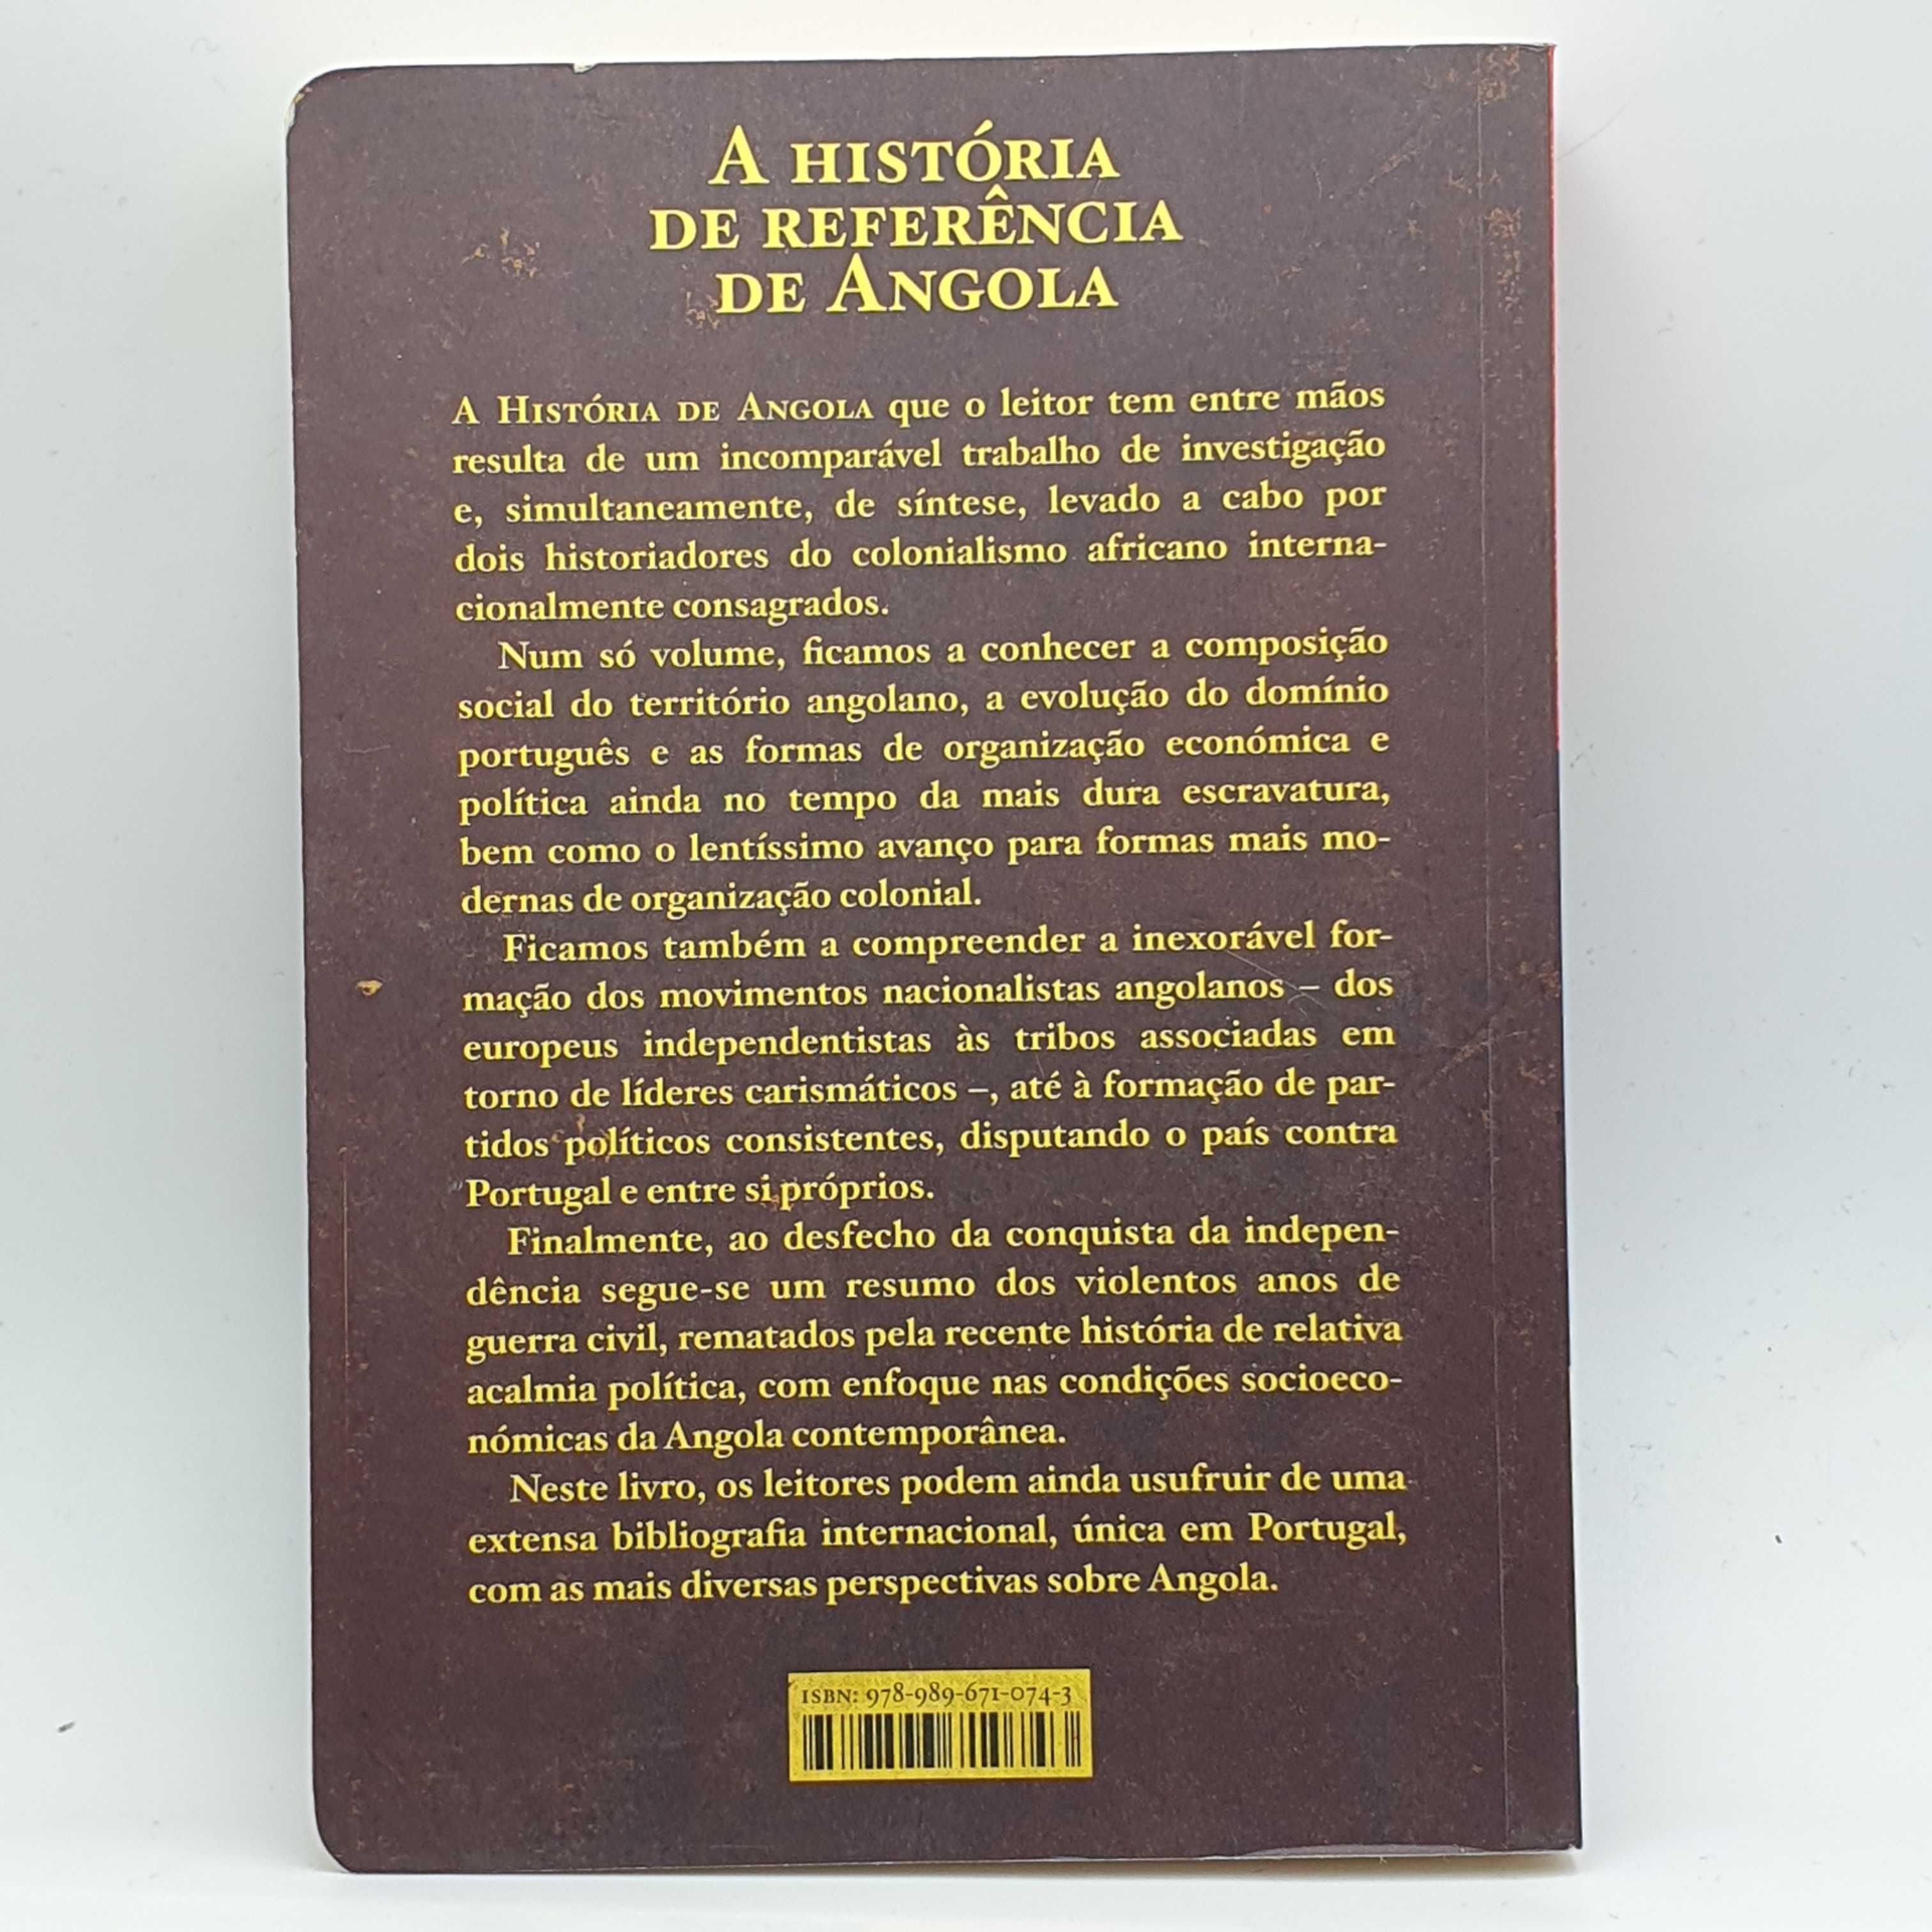 A HISTÓRIA
DE REFERÊNCIA
DE ANGOLA
A HISTÓRIA DE ANGOLA que o leitor tem entre mãos
resulta de um incomparável trabalho de investigação
e, simultaneamente, de síntese, levado a cabo por
dois historiadores do colonialismo africano interna-
cionalmente consagrados.
Num só volume, ficamos a conhecer a composição
social do território angolano, a evolução do domínio
português e as formas de organização económica e
política ainda no tempo da mais dura escravatura,
bem como o lentíssimo avanço para formas mais mo-
dernas de organização colonial.
Ficamos também a compreender a inexorável for-
mação dos movimentos nacionalistas angolanos – dos
europeus independentistas às tribos associadas em
torno de líderes carismáticos –, até à formação de par-
tidos políticos consistentes, disputando o país contra
Portugal e entre si próprios.
Finalmente, ao desfecho da conquista da indepen-
dência segue-se um resumo dos violentos anos de
guerra civil, rematados pela recente história de relativa
acalmia política, com enfoque nas condições socioeco-
nómicas da Angola contemporânea.
Neste livro, os leitores podem ainda usufruir de uma
extensa bibliografia internacional, única em Portugal,
com as mais diversas perspectivas sobre Angola.
ISBN: 978-989-671-074-3